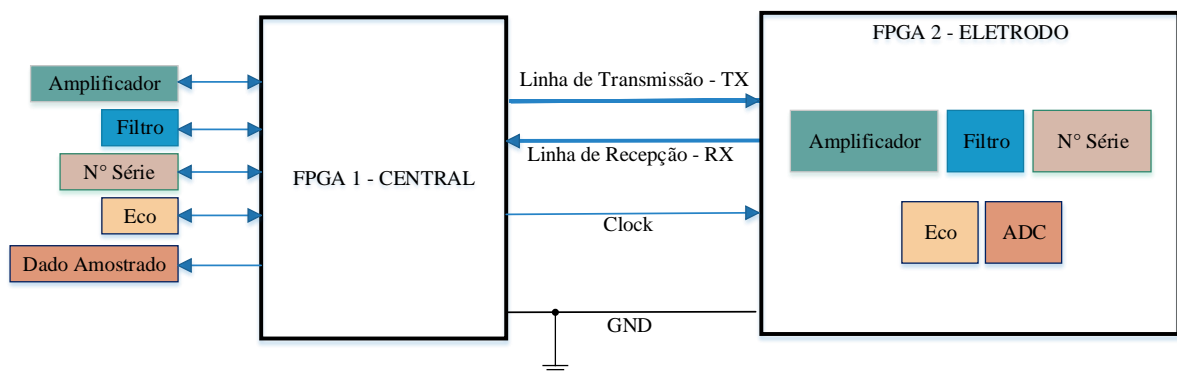 Amplificador
Filtro
N° Série
Eco
Dado Amostrado
FPGA 1 - CENTRAL
Linha de Transmissão - TX
Linha de Recepção - RX
Clock
GND
FPGA 2 - ELETRODO
Amplificador
Filtro
N° Série
Eco
ADC